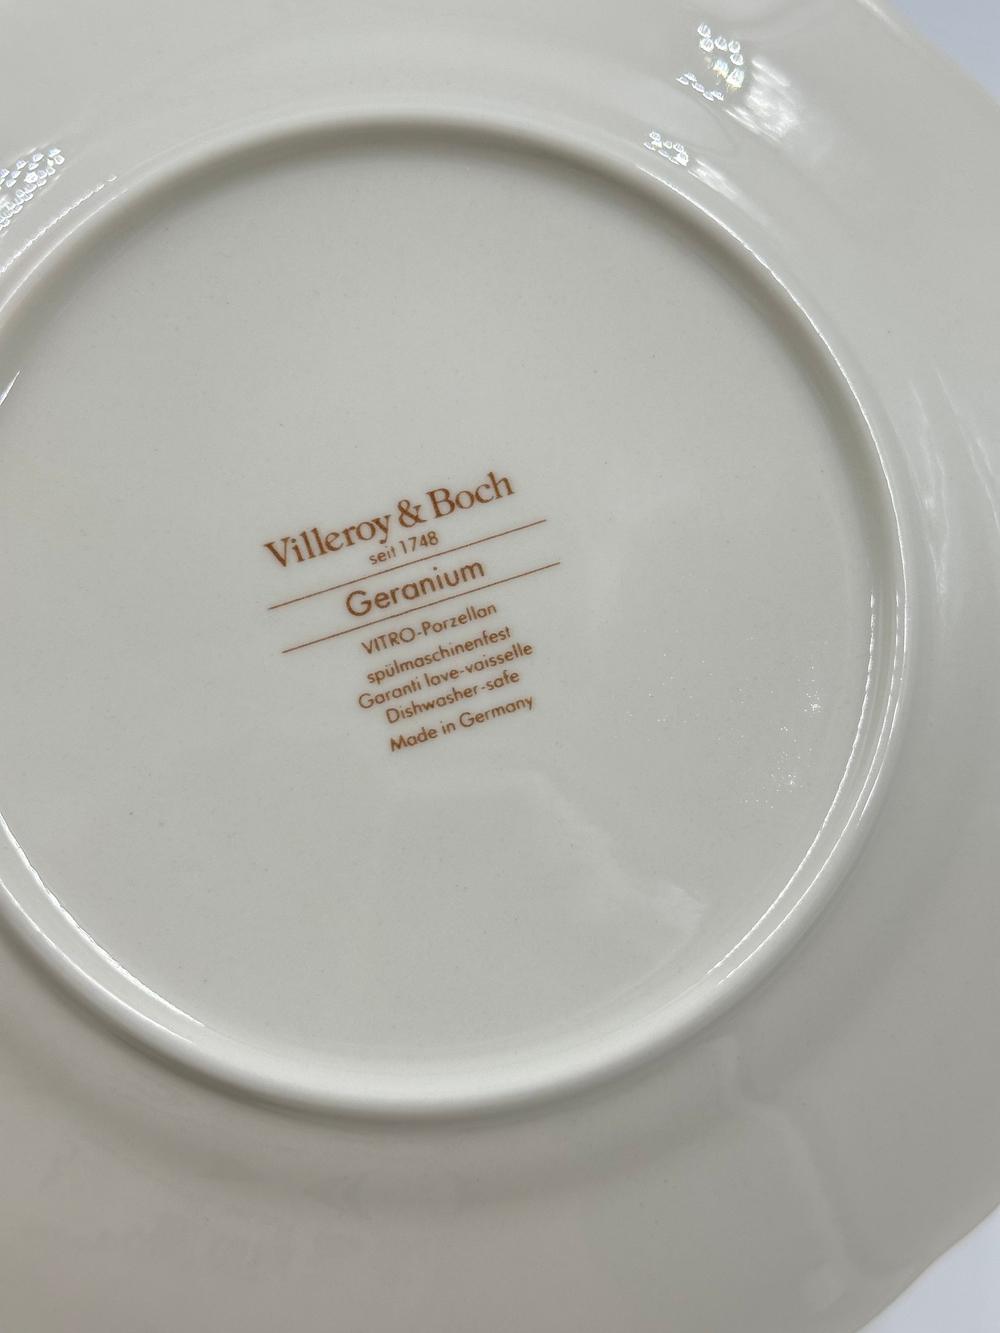 Villeroy & Boch
seit 1748
Geranium
VITRO-Porzellan
spülmaschinenfest
Garanti lave-vaisselle
Dishwasher-safe
Made in Germany